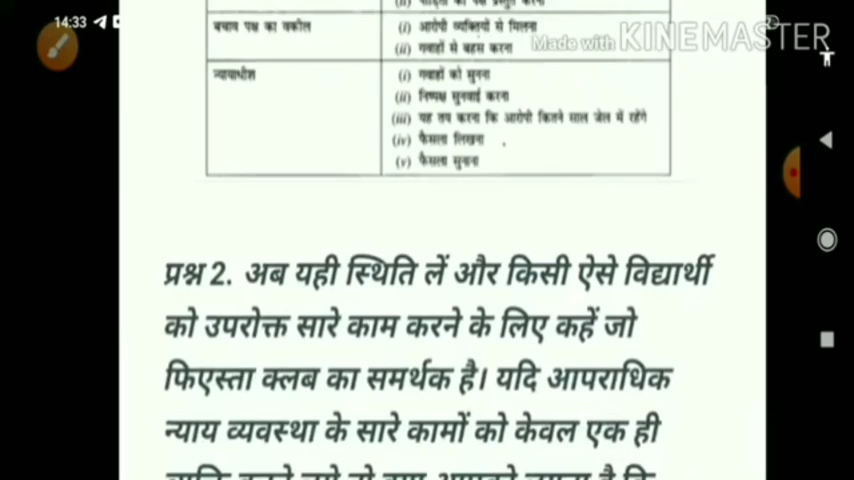 14:33
बचाव पक्ष का वकील
(i) आरोपी व्यक्तियों से मिलना
(ii) गवाहों से बहस करना
Made with KINEMASTER
न्यायाधीश
(i) गवाहों को सुनना
(ii) निष्पक्ष सुनवाई करना
(iii) यह तय करना कि आरोपी कितने साल जेल में रहेंगे
(iv) फैसला लिखना
(v) फैसला सुनाना
प्रश्न 2. अब यही स्थिति लें और किसी ऐसे विद्यार्थी
को उपरोक्त सारे काम करने के लिए कहें जो
फिएस्ता क्लब का समर्थक है। यदि आपराधिक
न्याय व्यवस्था के सारे कामों को केवल एक ही